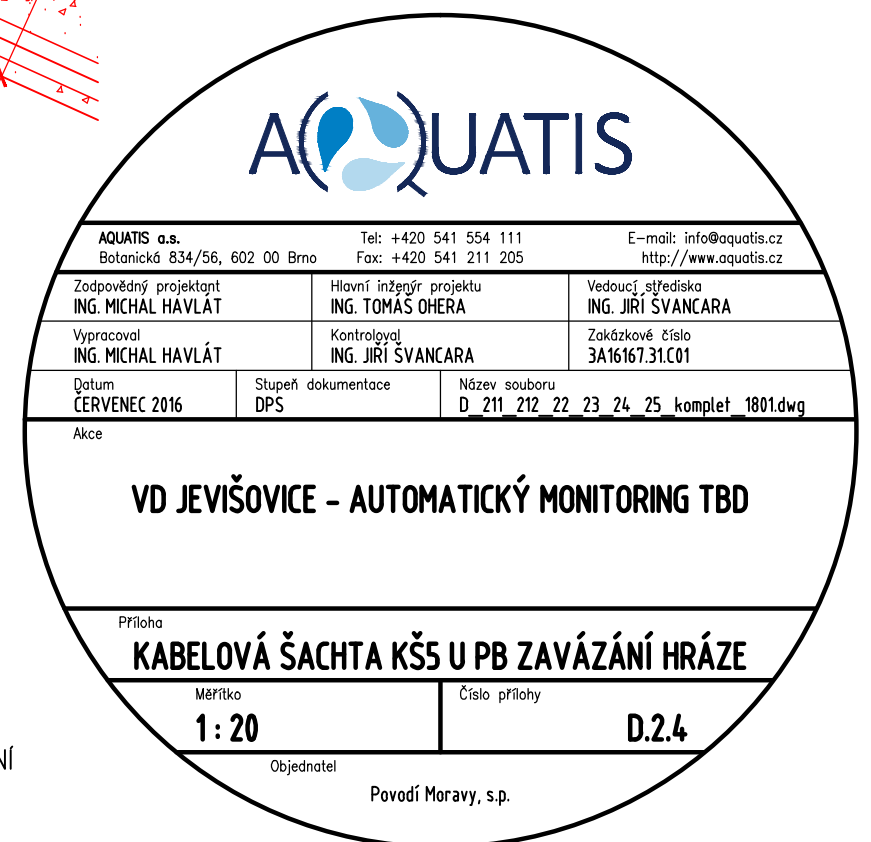 AQUATIS
AQUATIS a.s. Tel: +420 541 554 111 E-mail: info@aquatis.cz
Botanická 834/56, 602 00 Brno Fax: +420 541 211 205 http://www.aquatis.cz
Zodpovědný projektant Hlavní inženýr projektu Vedoucí střediska
ING. MICHAL HAVLÁT ING. TOMÁŠ OHERA ING. JIŘÍ ŠVANCARA
Vypracoval Kontroloval Zakázkové číslo
ING. MICHAL HAVLÁT ING. JIŘÍ ŠVANCARA 3A16167.31.C01
Datum Stupeň dokumentace Název souboru
ČERVENEC 2016 DPS D_211_212_22_23_24_25_komplet_1801.dwg
Akce
VD JEVIŠOVICE - AUTOMATICKÝ MONITORING TBD
Příloha
KABELOVÁ ŠACHTA KŠ5 U PB ZAVÁZÁNÍ HRÁZE
Měřítko Číslo přílohy
1 : 20 D.2.4
NÍ
Objednatel
Povodí Moravy, s.p.